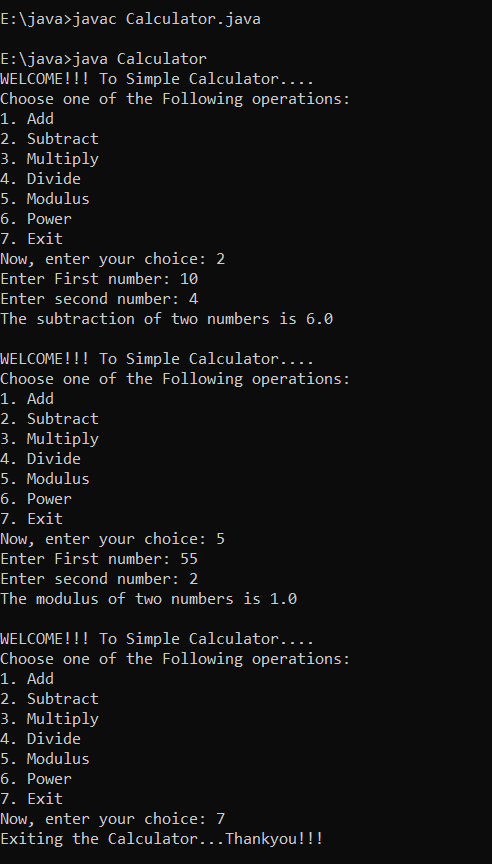 E:\java>javac Calculator.java
E:\java>java Calculator
WELCOME!!! To Simple Calculator....
Choose one of the Following operations:
1. Add
2. Subtract
3. Multiply
4. Divide
5. Modulus
6. Power
7. Exit
Now, enter your choice: 2
Enter First number: 10
Enter second number: 4
The subtraction of two numbers is 6.0
WELCOME!!! To Simple Calculator....
Choose one of the Following operations:
1. Add
2. Subtract
3. Multiply
4. Divide
5. Modulus
6. Power
7. Exit
Now, enter your choice: 5
Enter First number: 55
Enter second number: 2
The modulus of two numbers is 1.0
WELCOME!!! To Simple Calculator....
Choose one of the Following operations:
1. Add
2. Subtract
3. Multiply
4. Divide
5. Modulus
6. Power
7. Exit
Now, enter your choice: 7
Exiting the Calculator...Thankyou!!!